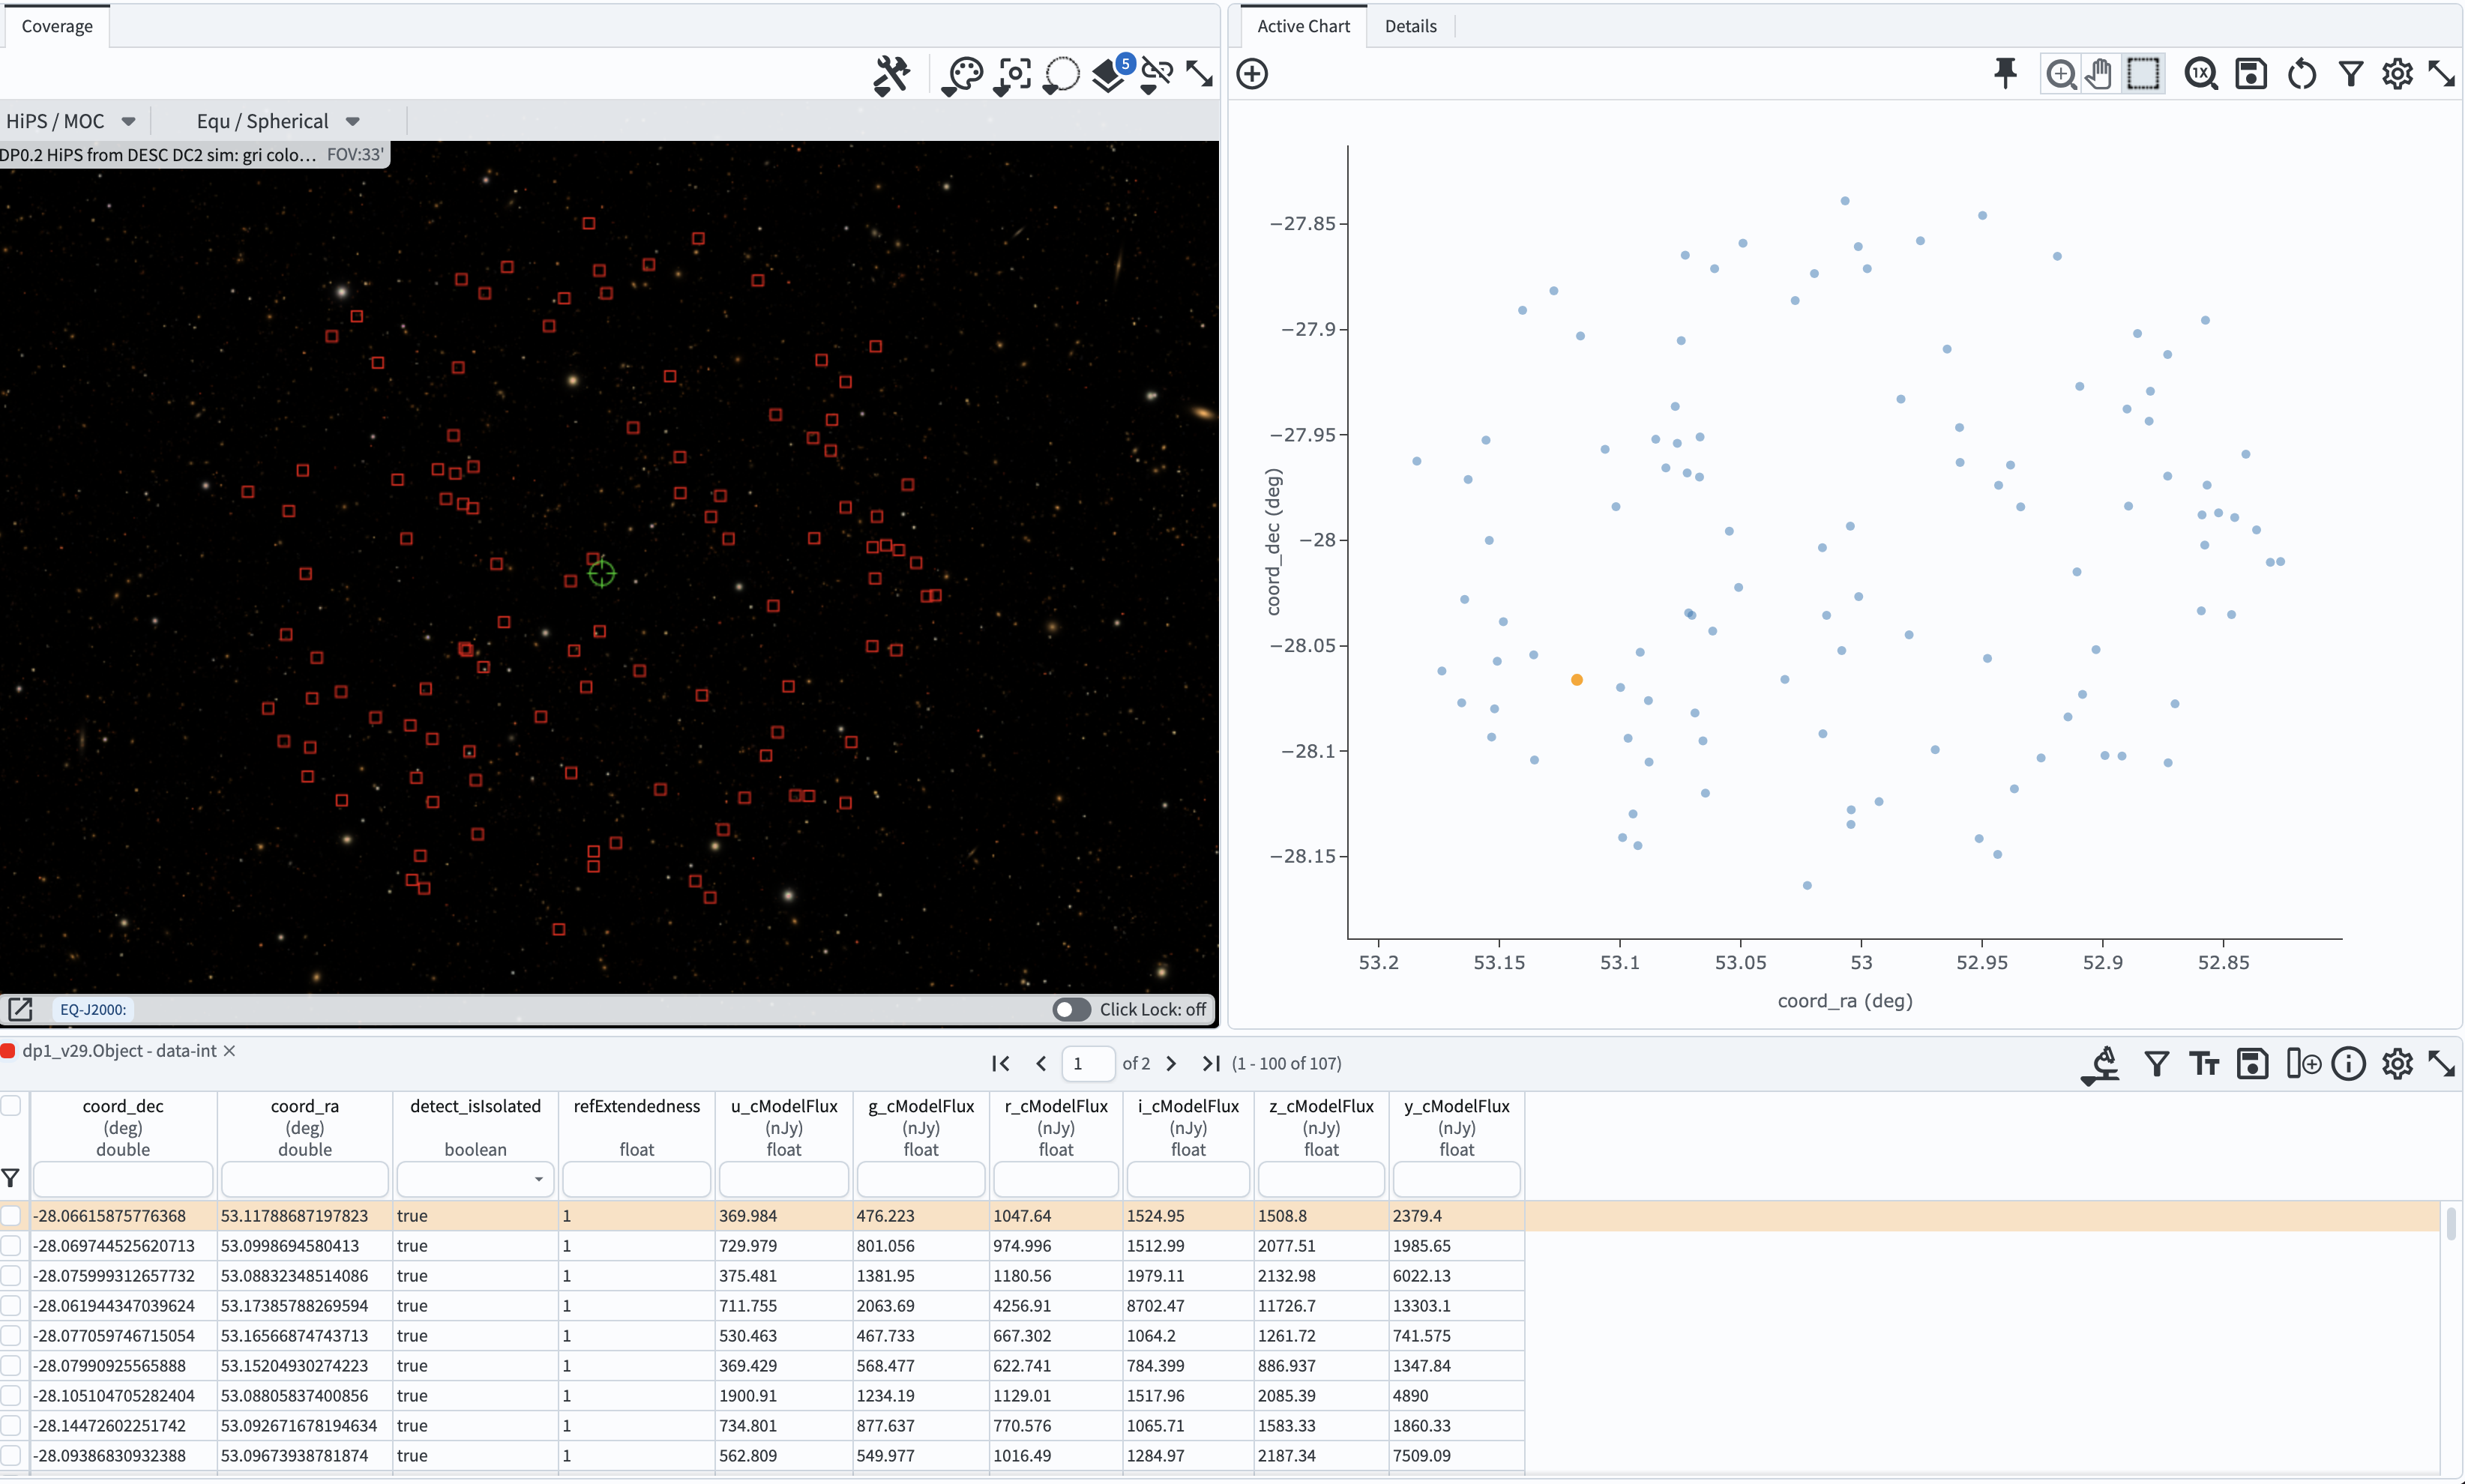 Coverage
5
HiPS / MOC Equ / Spherical
DP0.2 HiPS from DESC DC2 sim: gri colo... FOV:33'
EQ-J2000:
Click Lock: off
Active Chart Details
1X
−27.85
−27.9
−27.95
−28
−28.05
−28.1
−28.15
coord_dec (deg)
53.2 53.15 53.1 53.05 53 52.95 52.9 52.85
coord_ra (deg)
dp1_v29.Object - data-int
1 of 2 (1 - 100 of 107)
coord_dec coord_ra detect_isIsolated refExtendedness u_cModelFlux g_cModelFlux r_cModelFlux i_cModelFlux z_cModelFlux y_cModelFlux
(deg) (deg) (nJy) (nJy) (nJy) (nJy) (nJy) (nJy)
double double boolean float float float float float float float
-28.06615875776368 53.11788687197823 true 1 369.984 476.223 1047.64 1524.95 1508.8 2379.4
-28.069744525620713 53.0998694580413 true 1 729.979 801.056 974.996 1512.99 2077.51 1985.65
-28.075999312657732 53.08832348514086 true 1 375.481 1381.95 1180.56 1979.11 2132.98 6022.13
-28.061944347039624 53.17385788269594 true 1 711.755 2063.69 4256.91 8702.47 11726.7 13303.1
-28.077059746715054 53.16566874743713 true 1 530.463 467.733 667.302 1064.2 1261.72 741.575
-28.07990925565888 53.15204930274223 true 1 369.429 568.477 622.741 784.399 886.937 1347.84
-28.105104705282404 53.08805837400856 true 1 1900.91 1234.19 1129.01 1517.96 2085.39 4890
-28.14472602251742 53.092671678194634 true 1 734.801 877.637 770.576 1065.71 1583.33 1860.33
-28.09386830932388 53.09673938781874 true 1 562.809 549.977 1016.49 1284.97 2187.34 7509.09